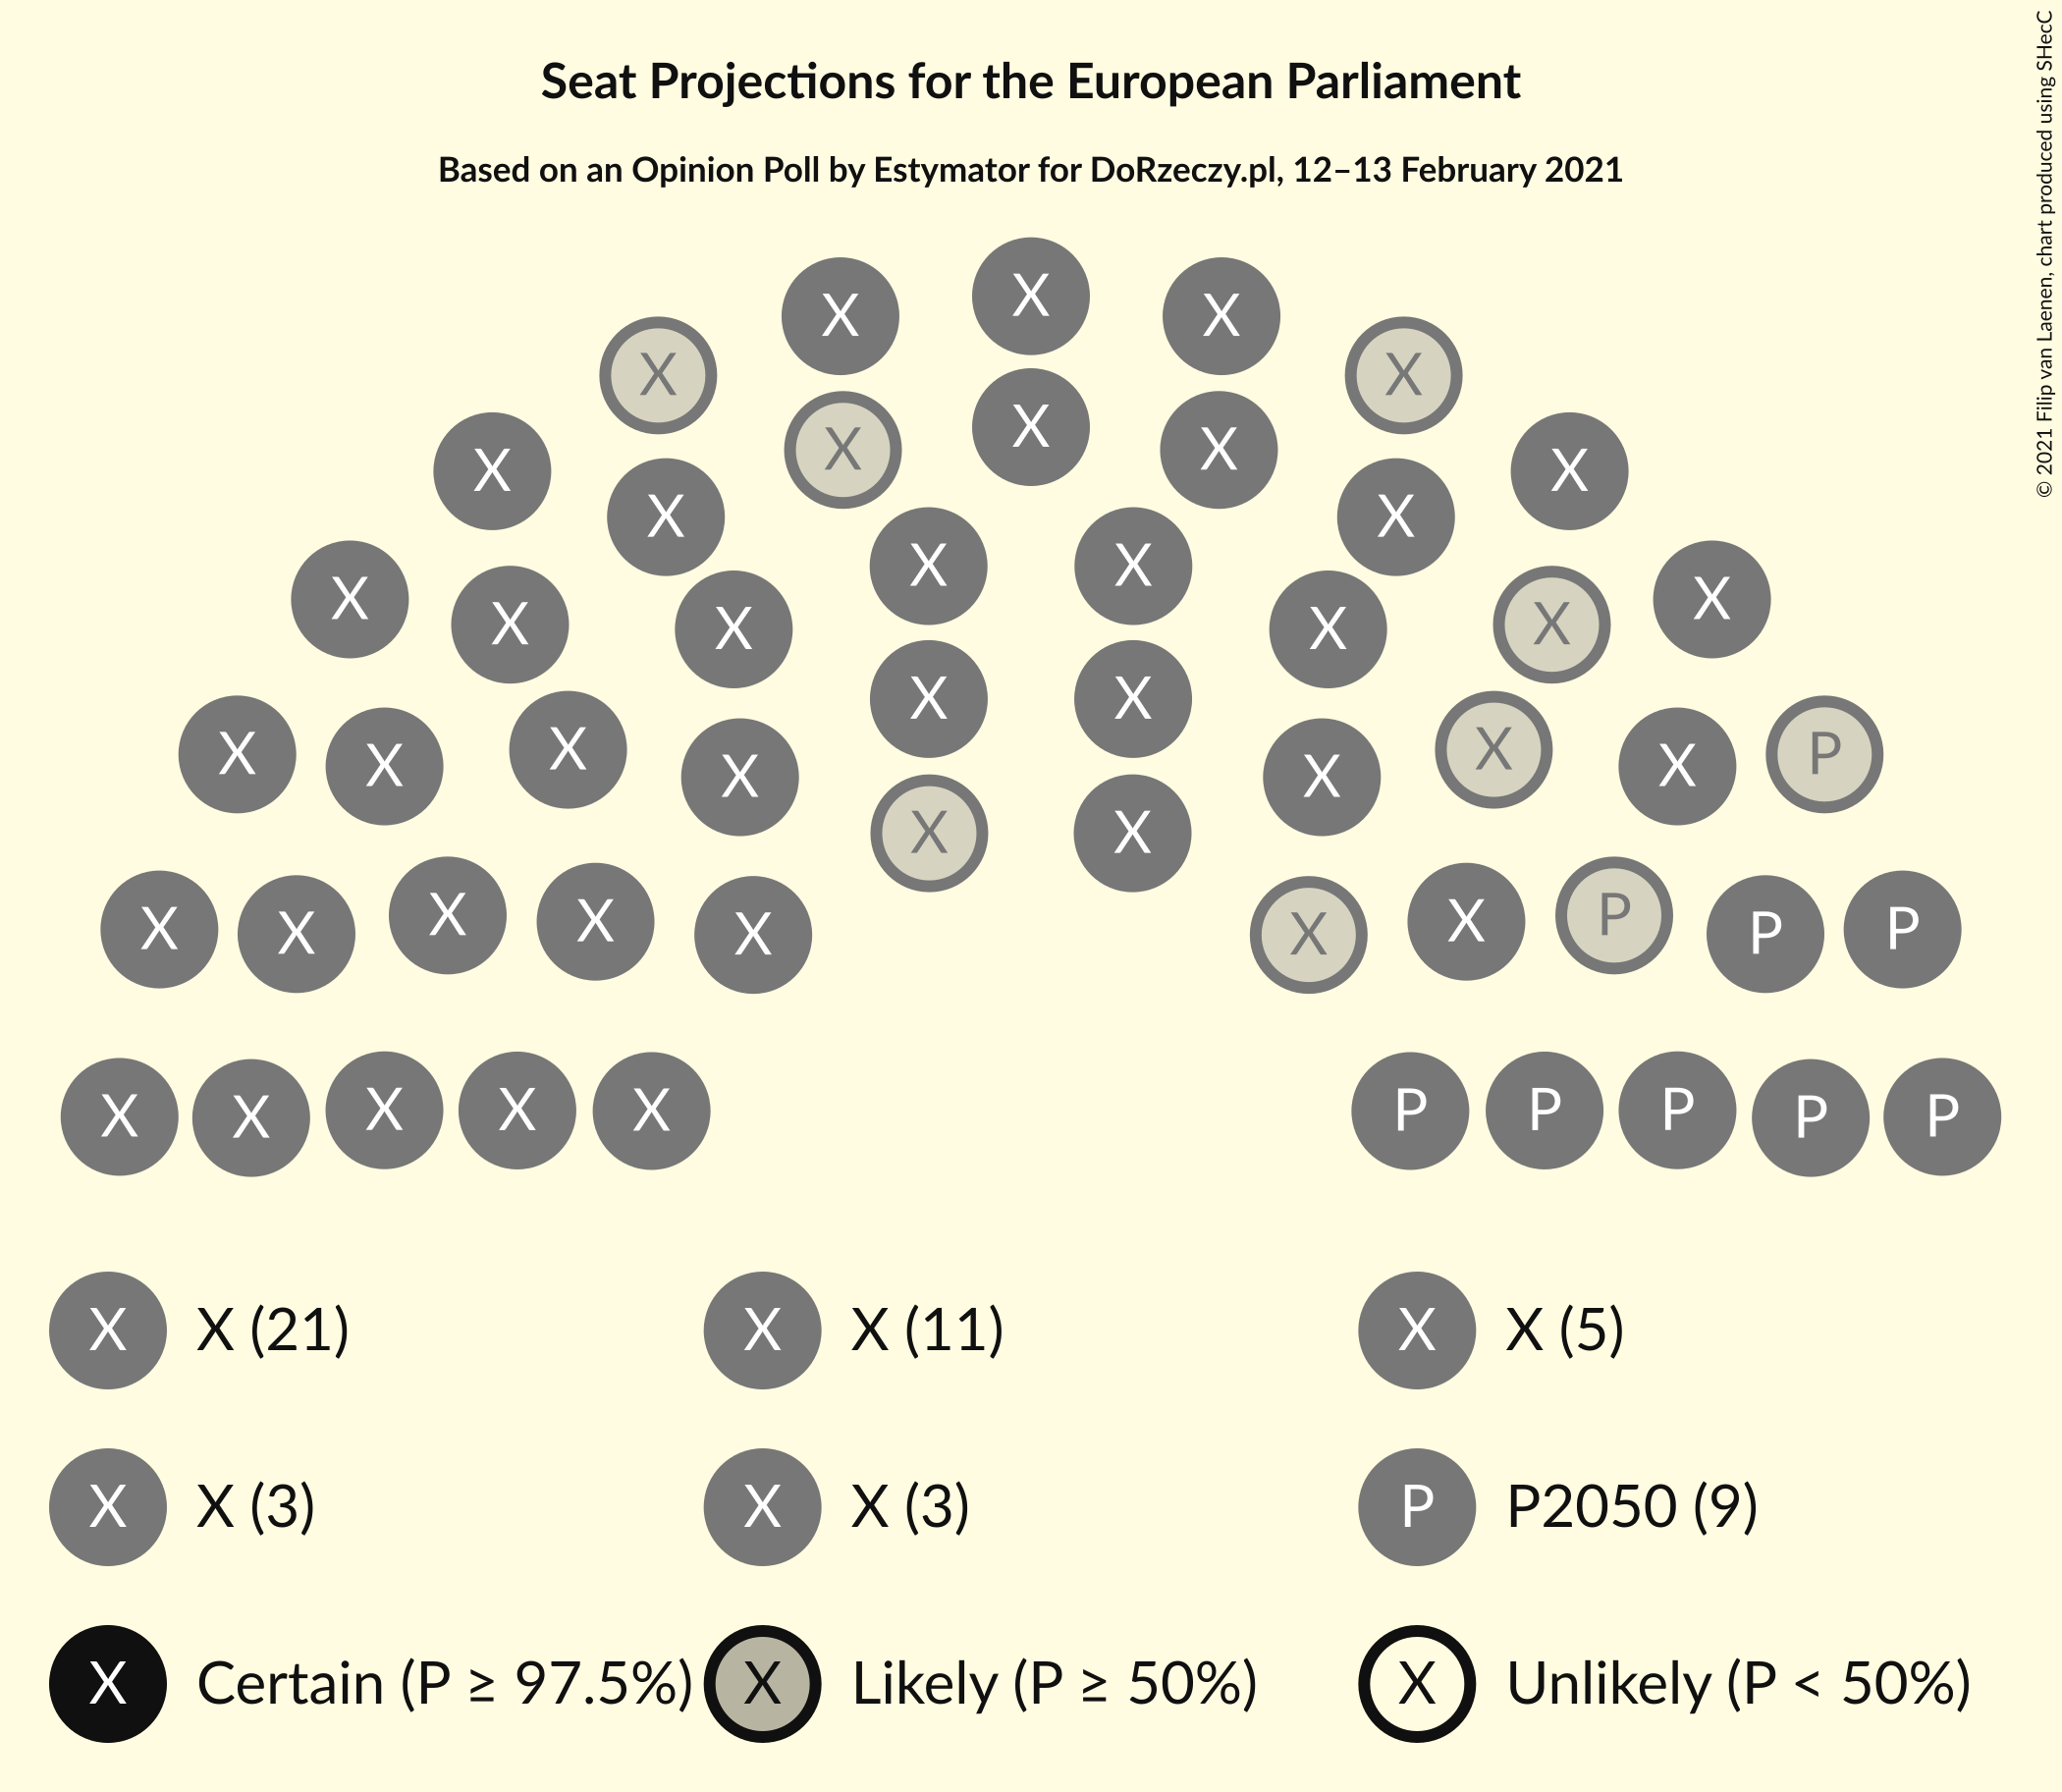 © 2021 Filip van Laenen, chart produced using SHecC
Seat Projections for the European Parliament
Based on an Opinion Poll by Estymator for DoRzeczy.pl, 12–13 February 2021
X X X
X X
X X X
X X
X X
X X
X X X X X X
X X
X X X X X X X P
X X
X X X X X X X P P P
X X X X X P P P P P
X X (21) X X (11) X X (5)
X X (3) X X (3) P P2050 (9)
X Certain (P ≥ 97.5%) X Likely (P ≥ 50%) X Unlikely (P < 50%)